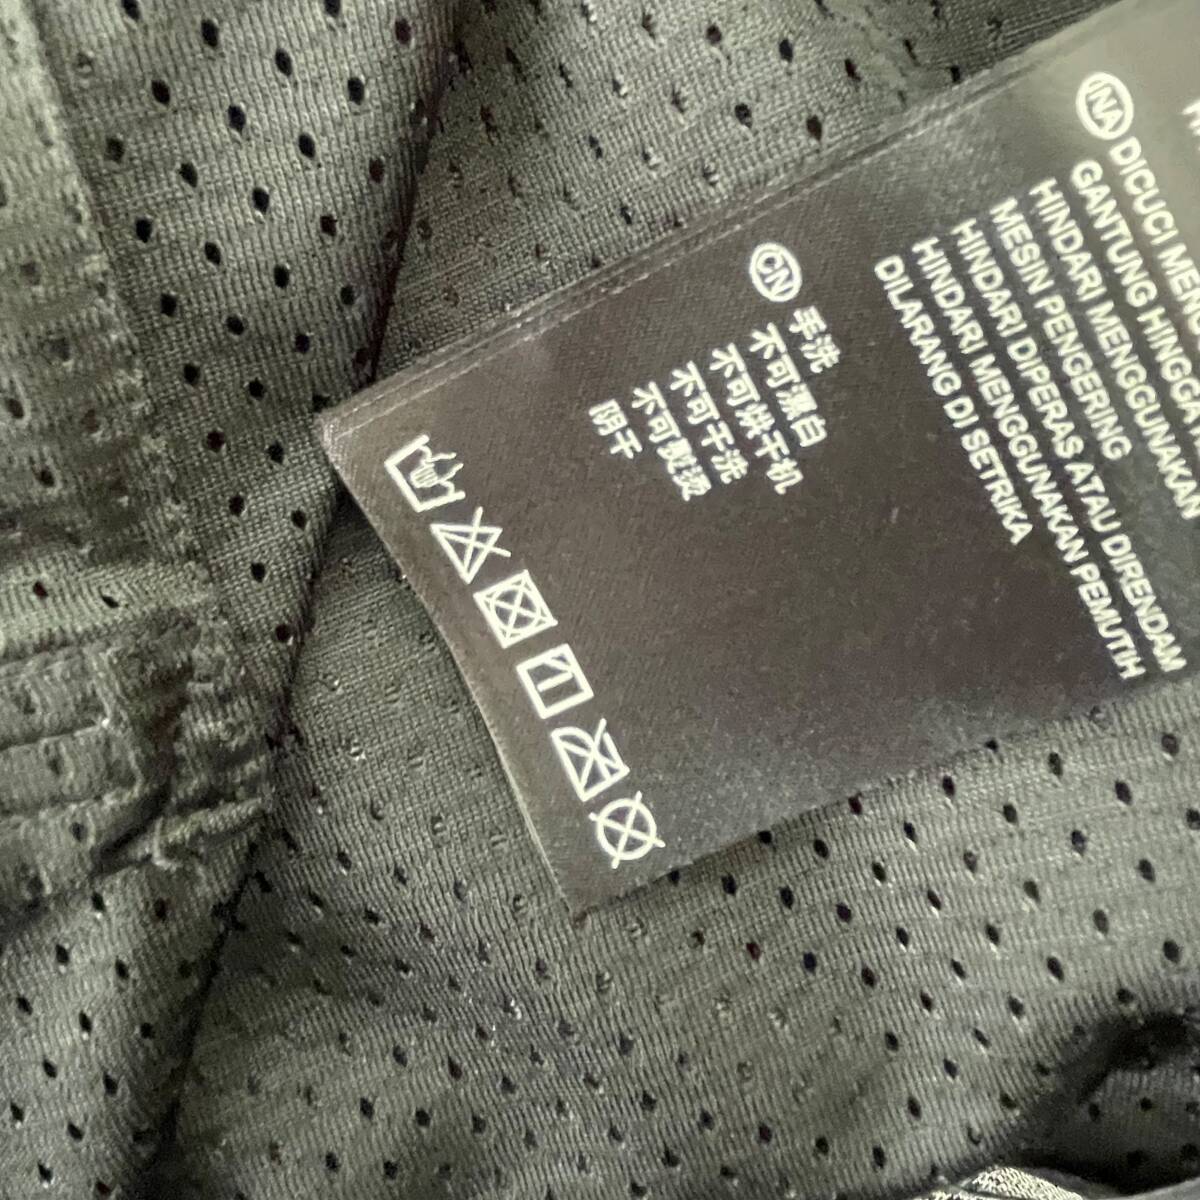 INA DICUCI MEN
GANTUNG HINGGA
HINDARI MENGGUNAKAN
MESIN PENGERING
HINDARI DIPERAS ATAU DIRENDAM
HINDARI MENGGUNAKAN PEMUTIH
DILARANG DI SETRIKA
CN 手洗
不可漂白
不可烘干机
不可干洗
不可熨烫
阴干